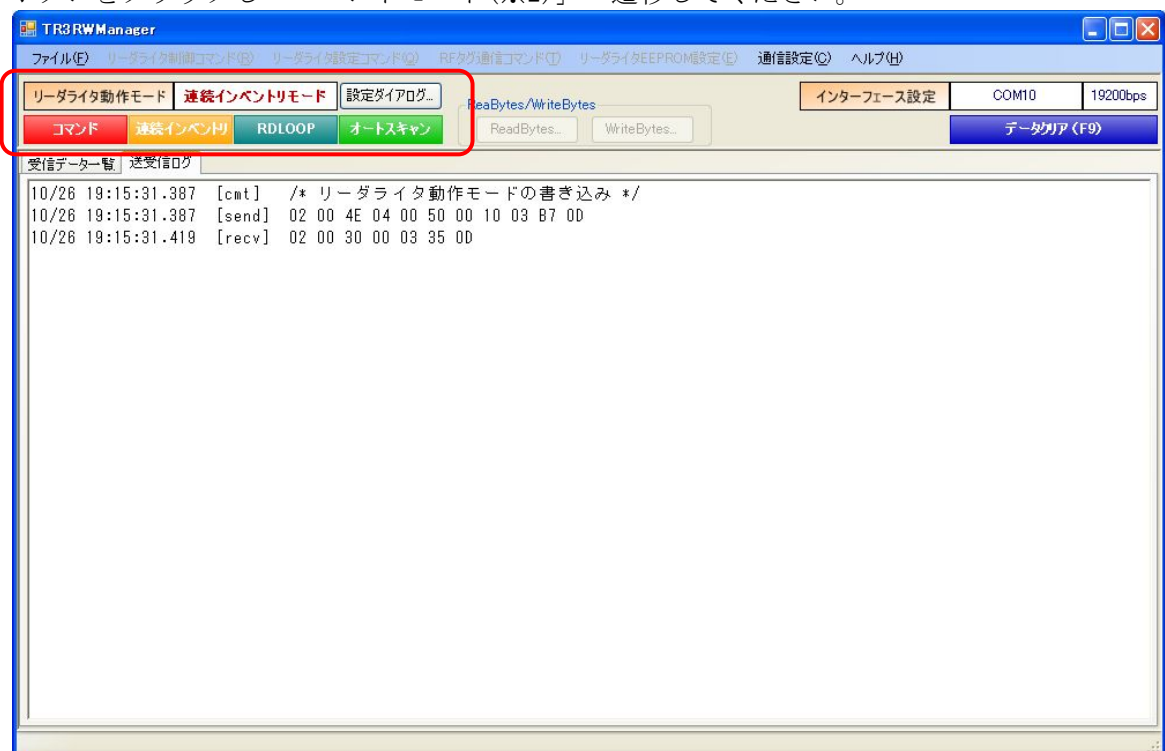 TR3RWManager
ファイル(F) リーダライタ制御コマンド(R) リーダライタ設定コマンド(Q) RFタグ通信コマンド(T) リーダライタEEPROM設定(E) 通信設定(C) ヘルプ(H)
リーダライタ動作モード 連続インベントリモード 設定ダイアログ... ReaBytes/WriteBytes インターフェース設定 COM10 19200bps
コマンド 連続インベントリ RDLOOP オートスキャン ReadBytes... WriteBytes... データクリア(F9)
受信データ一覧 送受信ログ
10/26 19:15:31.387 [cmt] /* リーダライタ動作モードの書き込み */
10/26 19:15:31.387 [send] 02 00 4E 04 00 50 00 10 03 B7 0D
10/26 19:15:31.419 [recv] 02 00 30 00 03 35 0D